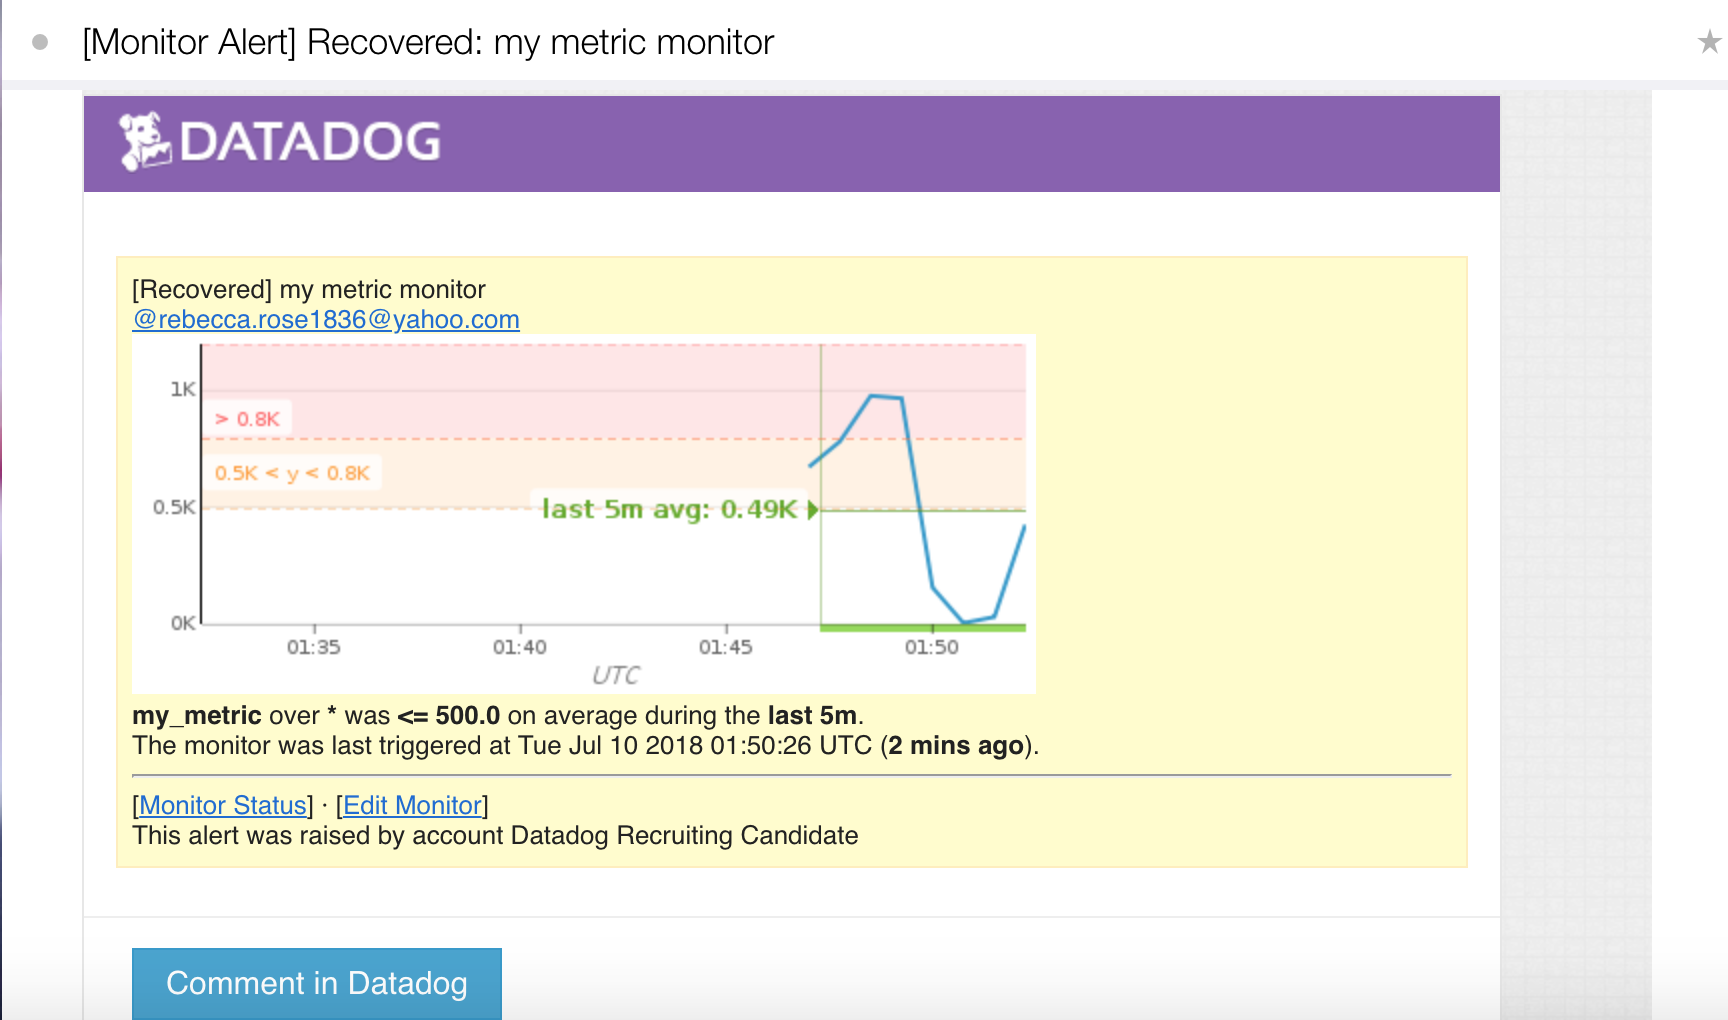 [Monitor Alert] Recovered: my metric monitor
DATADOG
[Recovered] my metric monitor
@rebecca.rose1836@yahoo.com
1K
> 0.8K
0.5K < y < 0.8K
0.5K
last 5m avg: 0.49K
0K
01:35 01:40 01:45 01:50
UTC
my_metric over * was <= 500.0 on average during the last 5m.
The monitor was last triggered at Tue Jul 10 2018 01:50:26 UTC (2 mins ago).
[Monitor Status] · [Edit Monitor]
This alert was raised by account Datadog Recruiting Candidate
Comment in Datadog